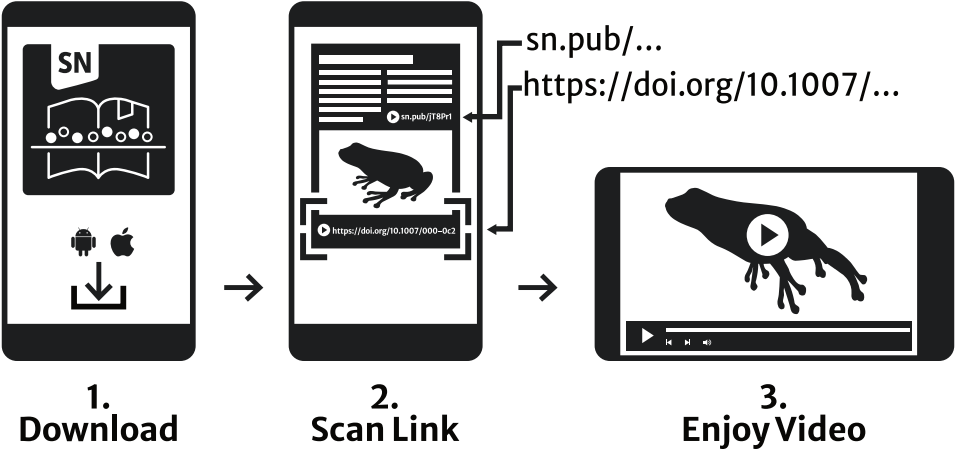 SN
sn.pub/...
https://doi.org/10.1007/...
sn.pub/jT8Pr1
https://doi.org/10.1007/000-0c2
1.
Download
2.
Scan Link
3.
Enjoy Video